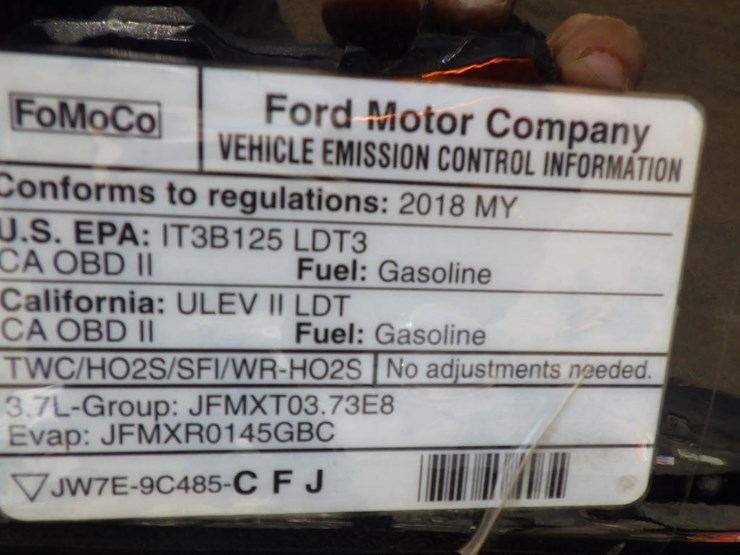 FoMoCo
Ford Motor Company
VEHICLE EMISSION CONTROL INFORMATION
Conforms to regulations: 2018 MY
U.S. EPA: IT3B125 LDT3
CA OBD II Fuel: Gasoline
California: ULEV II LDT
CA OBD II Fuel: Gasoline
TWC/HO2S/SFI/WR-HO2S No adjustments needed.
3.7L-Group: JFMXT03.73E8
Evap: JFMXR0145GBC
JW7E-9C485-C F J